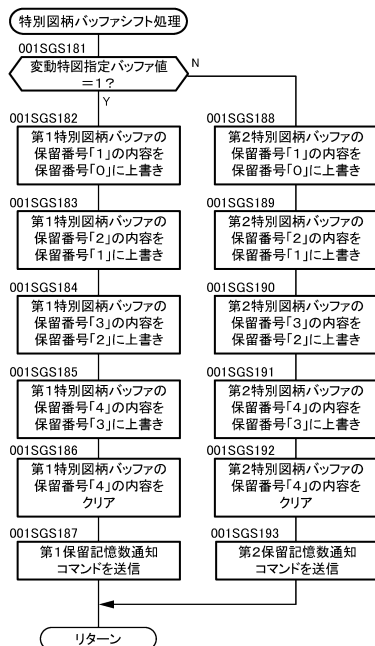 特別図柄バッファシフト処理
001SGS181
変動特図指定バッファ値
＝1？
N
Y
001SGS182
第1特別図柄バッファの
保留番号「1」の内容を
保留番号「0」に上書き
001SGS183
第1特別図柄バッファの
保留番号「2」の内容を
保留番号「1」に上書き
001SGS184
第1特別図柄バッファの
保留番号「3」の内容を
保留番号「2」に上書き
001SGS185
第1特別図柄バッファの
保留番号「4」の内容を
保留番号「3」に上書き
001SGS186
第1特別図柄バッファの
保留番号「4」の内容を
クリア
001SGS187
第1保留記憶数通知
コマンドを送信
001SGS188
第2特別図柄バッファの
保留番号「1」の内容を
保留番号「0」に上書き
001SGS189
第2特別図柄バッファの
保留番号「2」の内容を
保留番号「1」に上書き
001SGS190
第2特別図柄バッファの
保留番号「3」の内容を
保留番号「2」に上書き
001SGS191
第2特別図柄バッファの
保留番号「4」の内容を
保留番号「3」に上書き
001SGS192
第2特別図柄バッファの
保留番号「4」の内容を
クリア
001SGS193
第2保留記憶数通知
コマンドを送信
リターン